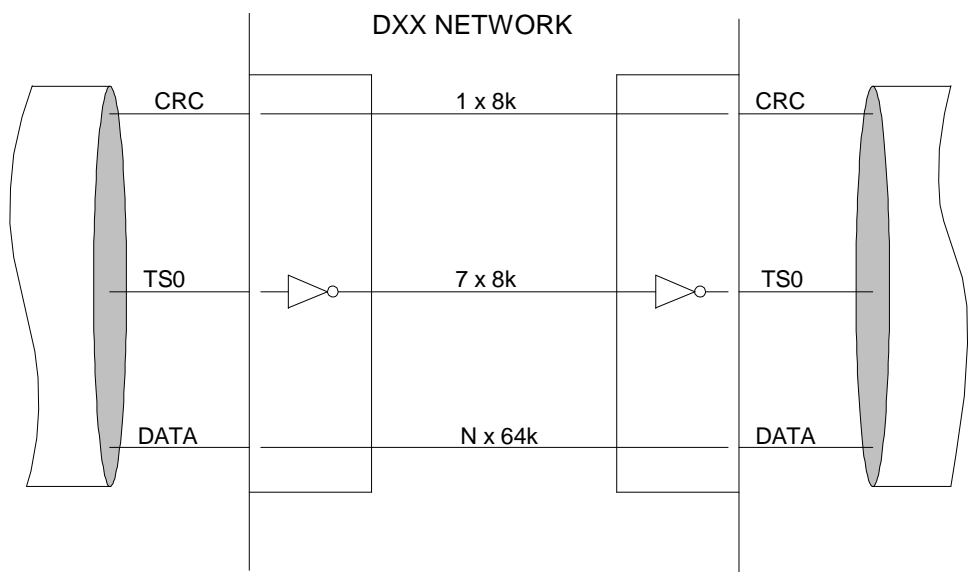 DXX NETWORK
CRC 1 x 8k CRC
TS0 7 x 8k TS0
DATA N x 64k DATA